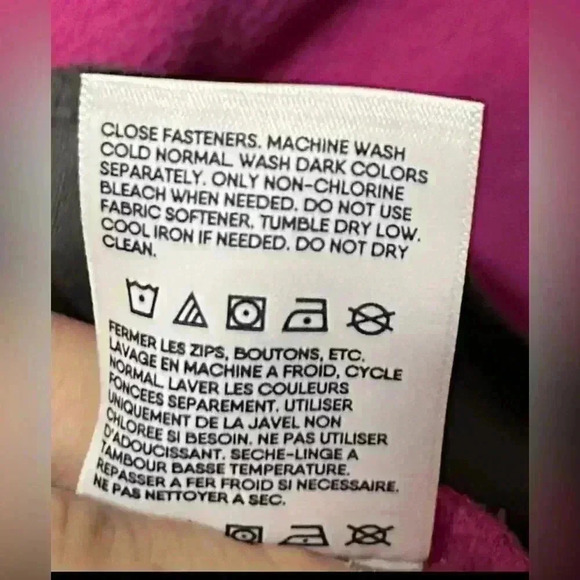 CLOSE FASTENERS. MACHINE WASH
COLD NORMAL. WASH DARK COLORS
SEPARATELY. ONLY NON-CHLORINE
BLEACH WHEN NEEDED. DO NOT USE
FABRIC SOFTENER. TUMBLE DRY LOW.
COOL IRON IF NEEDED. DO NOT DRY
CLEAN.
FERMER LES ZIPS, BOUTONS, ETC.
LAVAGE EN MACHINE A FROID, CYCLE
NORMAL. LAVER LES COULEURS
FONCEES SEPAREMENT. UTILISER
UNIQUEMENT DE LA JAVEL NON
CHLOREE SI BESOIN. NE PAS UTILISER
D'ADOUCISSANT. SECHE-LINGE A
TAMBOUR BASSE TEMPERATURE.
REPASSER A FER FROID SI NECESSAIRE.
NE PAS NETTOYER A SEC.